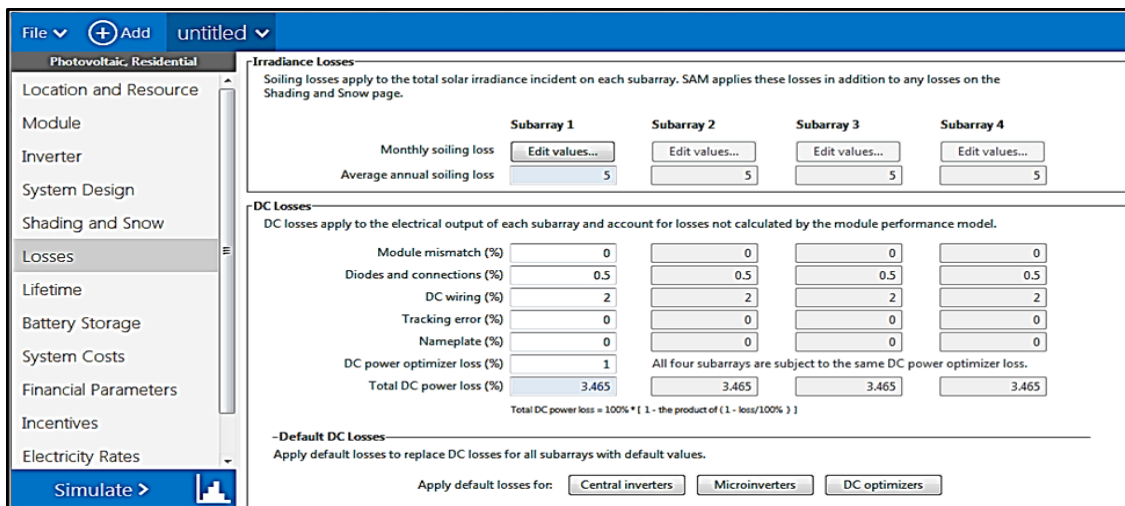 File Add untitled
Photovoltaic, Residential
Location and Resource
Module
Inverter
System Design
Shading and Snow
Losses
Lifetime
Battery Storage
System Costs
Financial Parameters
Incentives
Electricity Rates
Simulate >
Irradiance Losses
Soiling losses apply to the total solar irradiance incident on each subarray. SAM applies these losses in addition to any losses on the
Shading and Snow page.
Subarray 1 Subarray 2 Subarray 3 Subarray 4
Monthly soiling loss Edit values... Edit values... Edit values... Edit values...
Average annual soiling loss 5 5 5 5
DC Losses
DC losses apply to the electrical output of each subarray and account for losses not calculated by the module performance model.
Module mismatch (%) 0 0 0 0
Diodes and connections (%) 0.5 0.5 0.5 0.5
DC wiring (%) 2 2 2 2
Tracking error (%) 0 0 0 0
Nameplate (%) 0 0 0 0
DC power optimizer loss (%) 1 All four subarrays are subject to the same DC power optimizer loss.
Total DC power loss (%) 3.465 3.465 3.465 3.465
Total DC power loss = 100% * [ 1 - the product of ( 1 - loss/100% ) ]
Default DC Losses
Apply default losses to replace DC losses for all subarrays with default values.
Apply default losses for: Central inverters Microinverters DC optimizers